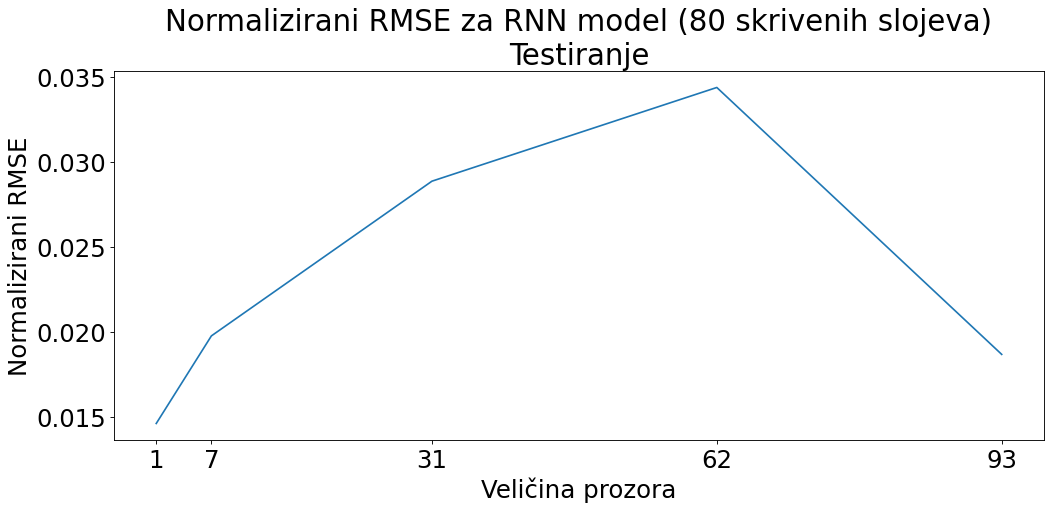 Normalizirani RMSE za RNN model (80 skrivenih slojeva)
Testiranje
Normalizirani RMSE
0.035
0.030
0.025
0.020
0.015
1 7 31 62 93
Veličina prozora